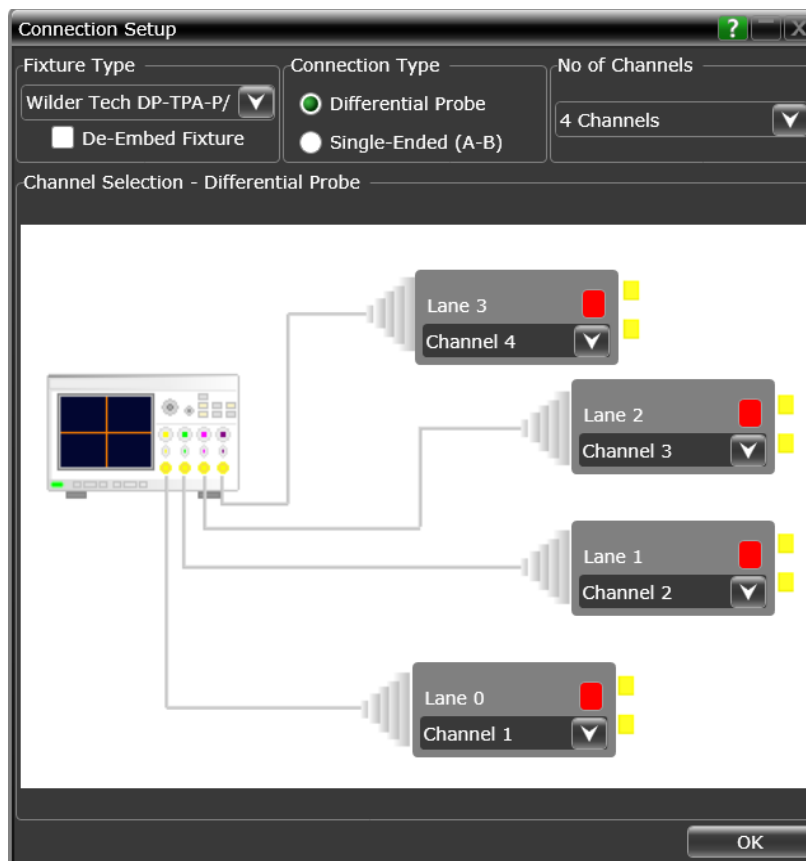 Connection Setup
?
X
Fixture Type
Wilder Tech DP-TPA-P/
De-Embed Fixture
Connection Type
Differential Probe
Single-Ended (A-B)
No of Channels
4 Channels
Channel Selection - Differential Probe
Lane 3
Channel 4
Lane 2
Channel 3
Lane 1
Channel 2
Lane 0
Channel 1
OK